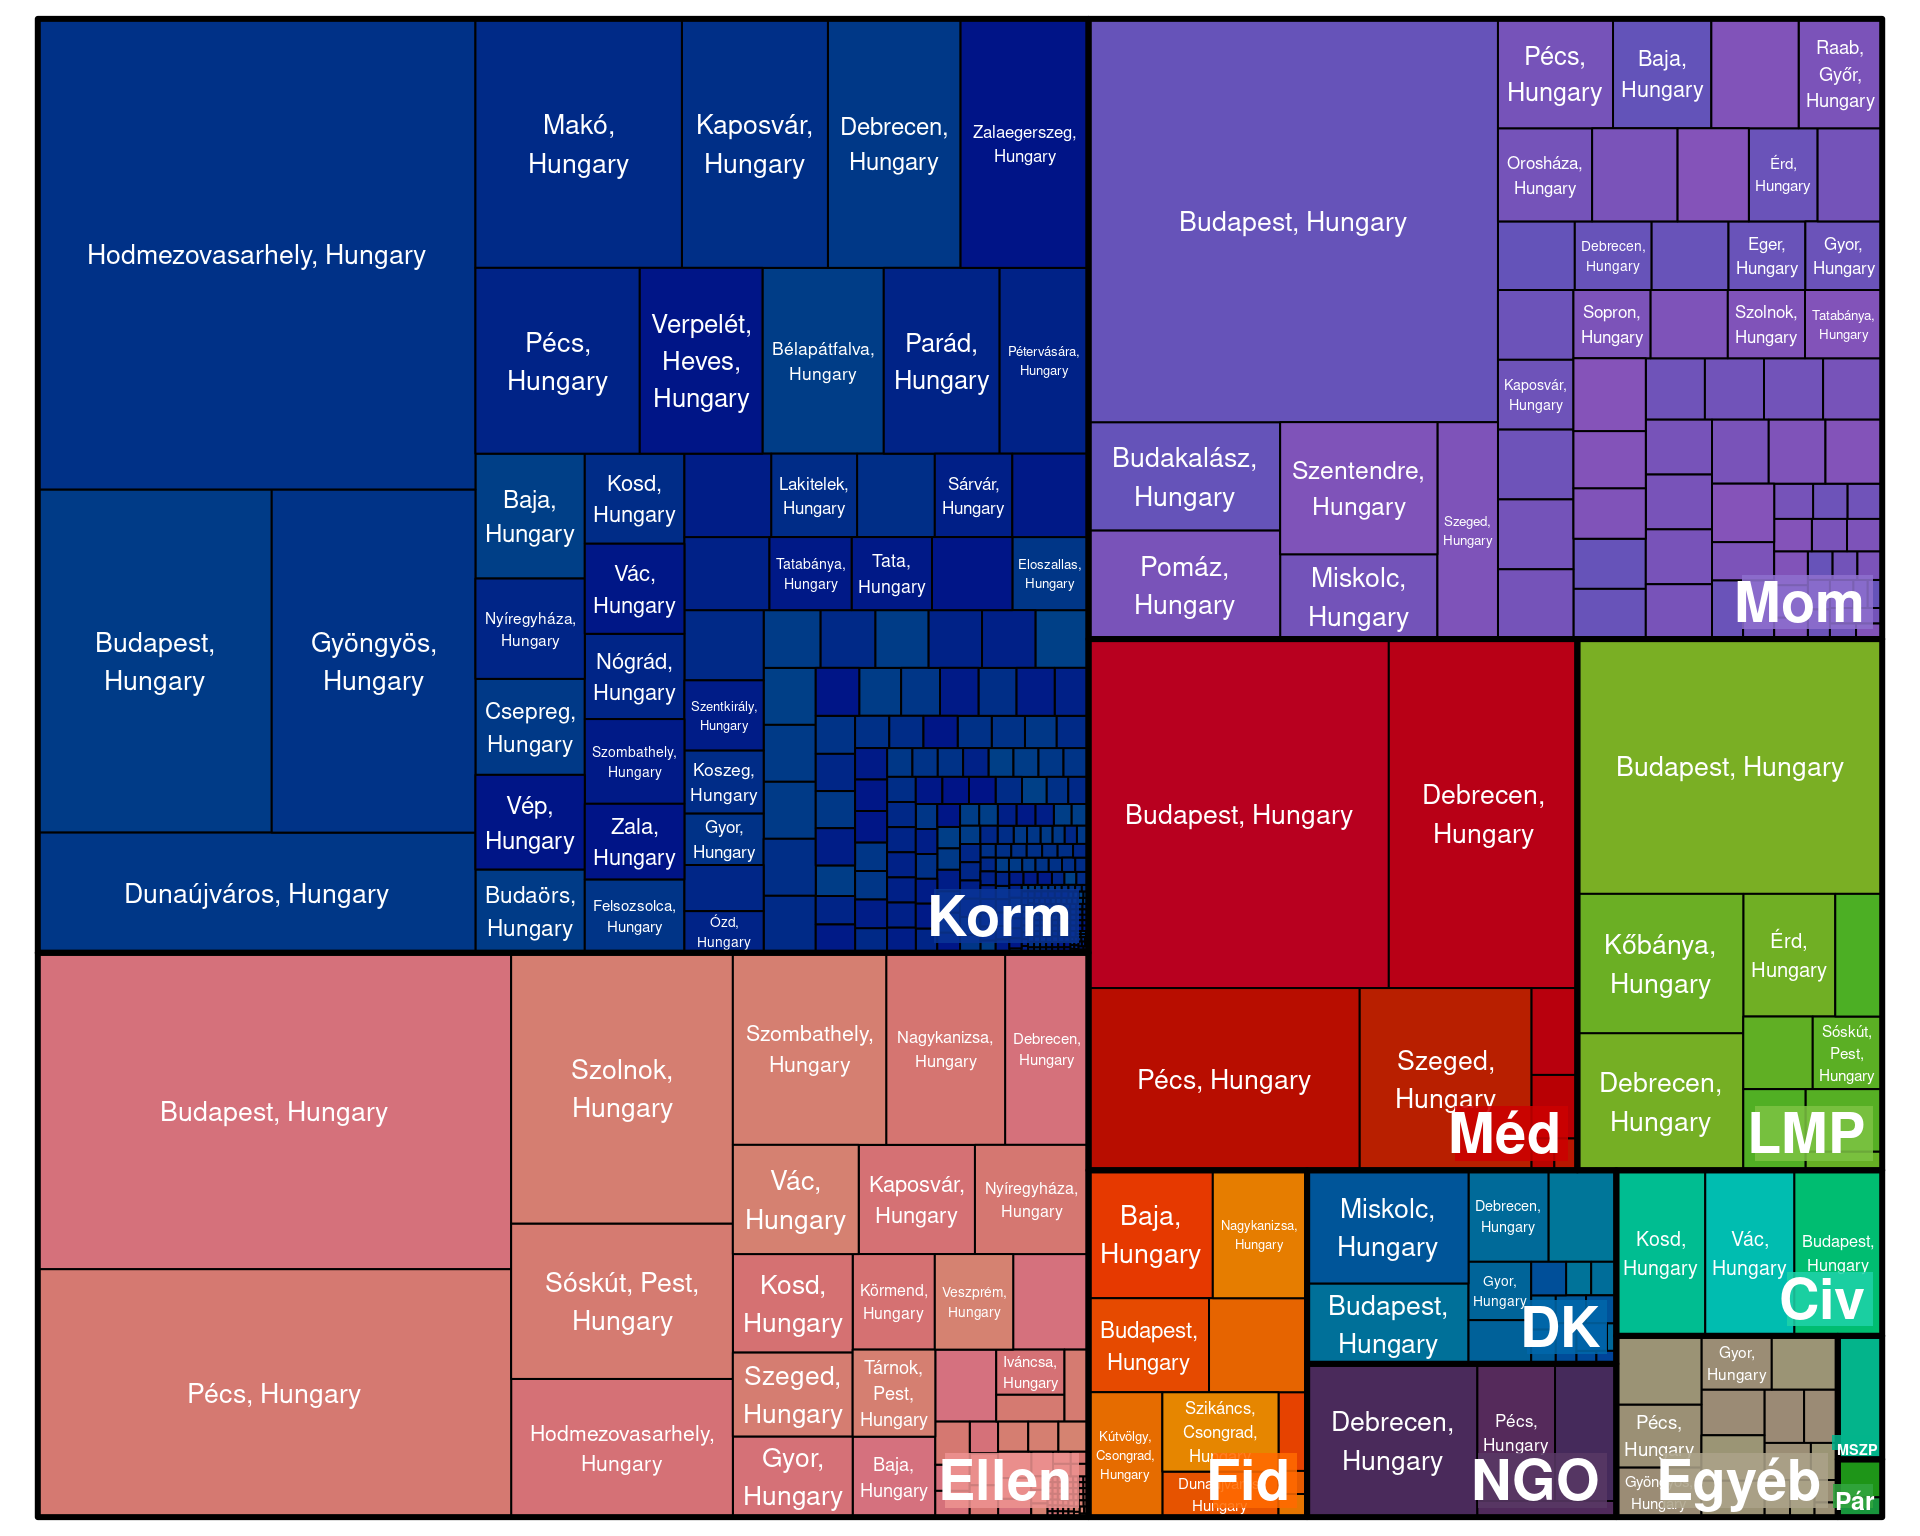 Hodmezovasarhely, Hungary
Makó,
Hungary
Kaposvár,
Hungary
Debrecen,
Hungary
Zalaegerszeg,
Hungary
Pécs,
Hungary
Verpelét,
Heves,
Hungary
Bélapátfalva,
Hungary
Parád,
Hungary
Pétervására,
Hungary
Budapest,
Hungary
Gyöngyös,
Hungary
Dunaújváros, Hungary
Baja,
Hungary
Nyíregyháza,
Hungary
Csepreg,
Hungary
Vép,
Hungary
Budaörs,
Hungary
Kosd,
Hungary
Vác,
Hungary
Nógrád,
Hungary
Szombathely,
Hungary
Zala,
Hungary
Felsozsolca,
Hungary
Lakitelek,
Hungary
Sárvár,
Hungary
Tatabánya,
Hungary
Tata,
Hungary
Eloszallas,
Hungary
Szentkirály,
Hungary
Koszeg,
Hungary
Gyor,
Hungary
Ózd,
Hungary
Korm
Budapest, Hungary
Pécs,
Hungary
Baja,
Hungary
Raab,
Győr,
Hungary
Orosháza,
Hungary
Érd,
Hungary
Debrecen,
Hungary
Eger,
Hungary
Gyor,
Hungary
Sopron,
Hungary
Szolnok,
Hungary
Tatabánya,
Hungary
Kaposvár,
Hungary
Budakalász,
Hungary
Szentendre,
Hungary
Szeged,
Hungary
Pomáz,
Hungary
Miskolc,
Hungary
Mom
Budapest, Hungary
Debrecen,
Hungary
Pécs, Hungary
Szeged,
Hungary
Méd
Budapest, Hungary
Kőbánya,
Hungary
Érd,
Hungary
Debrecen,
Hungary
Sóskút,
Pest,
Hungary
LMP
Budapest, Hungary
Pécs, Hungary
Szolnok,
Hungary
Sóskút, Pest,
Hungary
Hodmezovasarhely,
Hungary
Szombathely,
Hungary
Nagykanizsa,
Hungary
Debrecen,
Hungary
Vác,
Hungary
Kaposvár,
Hungary
Nyíregyháza,
Hungary
Kosd,
Hungary
Körmend,
Hungary
Veszprém,
Hungary
Szeged,
Hungary
Tárnok,
Pest,
Hungary
Iváncsa,
Hungary
Gyor,
Hungary
Baja,
Hungary
Ellen
Baja,
Hungary
Nagykanizsa,
Hungary
Budapest,
Hungary
Kútvölgy,
Csongrad,
Hungary
Szikáncs,
Csongrad,
Hungary
Hungary
Fid
Miskolc,
Hungary
Debrecen,
Hungary
Budapest,
Hungary
Gyor,
Hungary
DK
Debrecen,
Hungary
Pécs,
Hungary
NGO
Kosd,
Hungary
Vác,
Hungary
Budapest,
Hungary
Civ
Gyor,
Hungary
Pécs,
Hungary
Hungary
Egyéb
MSZP
Pár